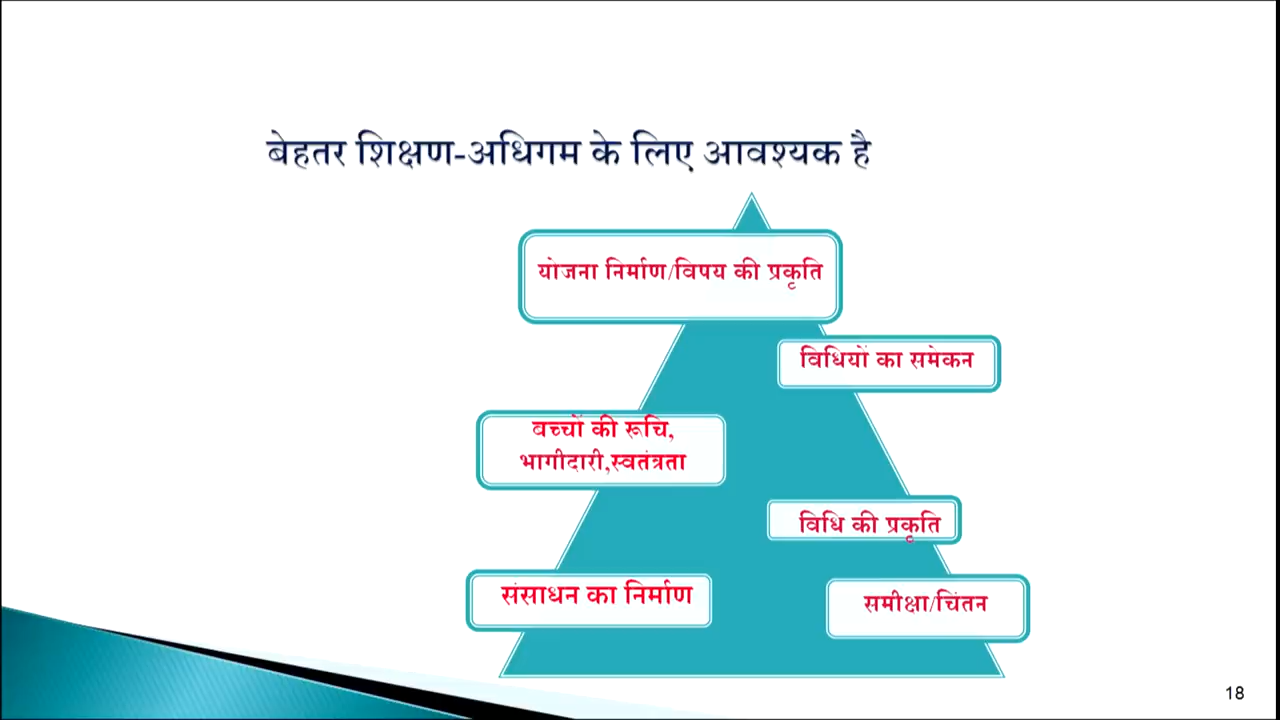 बेहतर शिक्षण-अधिगम के लिए आवश्यक है
योजना निर्माण/विषय की प्रकृति
विधियों का समेकन
बच्चों की रूचि,
भागीदारी,स्वतंत्रता
विधि की प्रकृति
संसाधन का निर्माण
समीक्षा/चिंतन
18